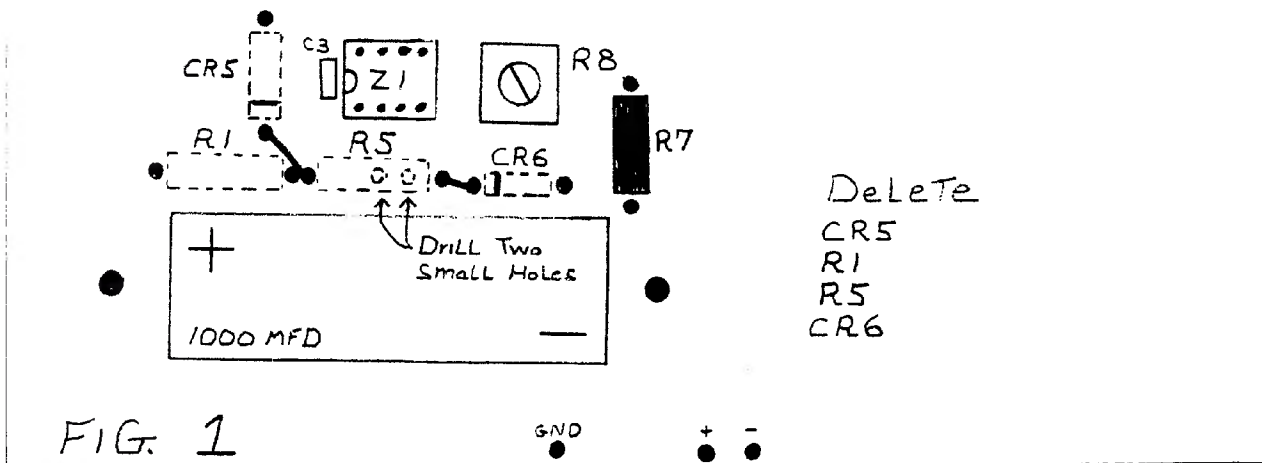 CR5
C3
Z1
R8
R7
R1
R5
CR6
+
Drill Two
Small Holes
1000 MFD
−
Delete
CR5
R1
R5
CR6
FIG. 1
GND
+ -